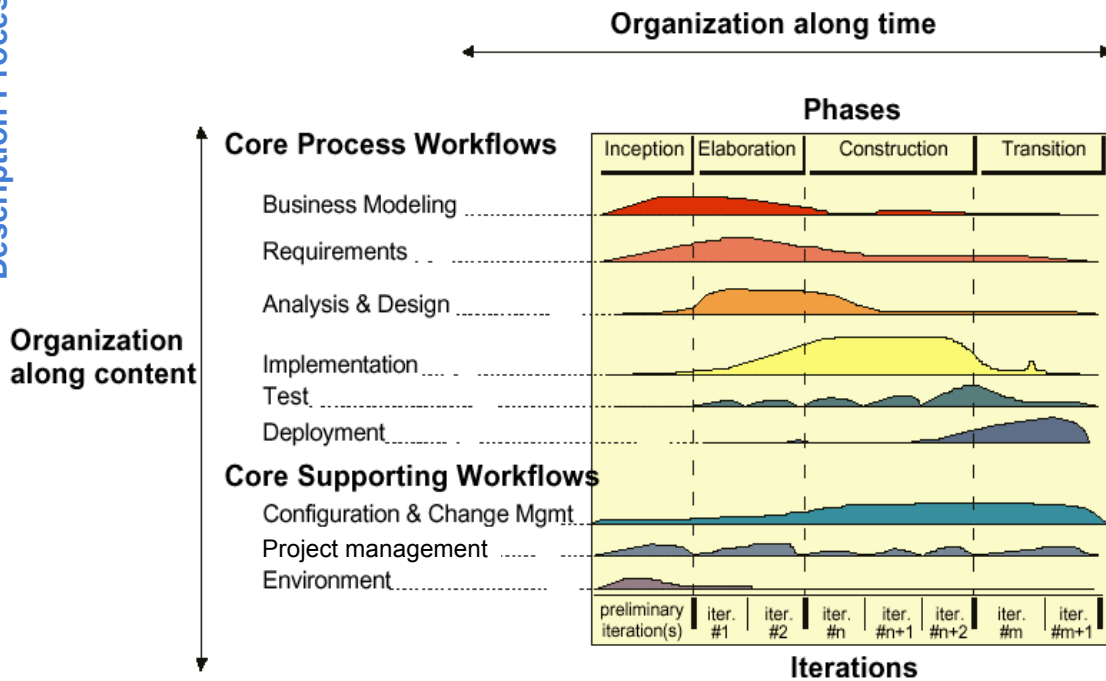 Description Proces
Organization along time
Phases
Core Process Workflows
Inception
Elaboration
Construction
Transition
Business Modeling
Requirements
Analysis & Design
Organization
along content
Implementation
Test
Deployment
Core Supporting Workflows
Configuration & Change Mgmt
Project management
Environment
preliminary
iteration(s)
iter.
#1
iter.
#2
iter.
#n
iter.
#n+1
iter.
#n+2
iter.
#m
iter.
#m+1
Iterations